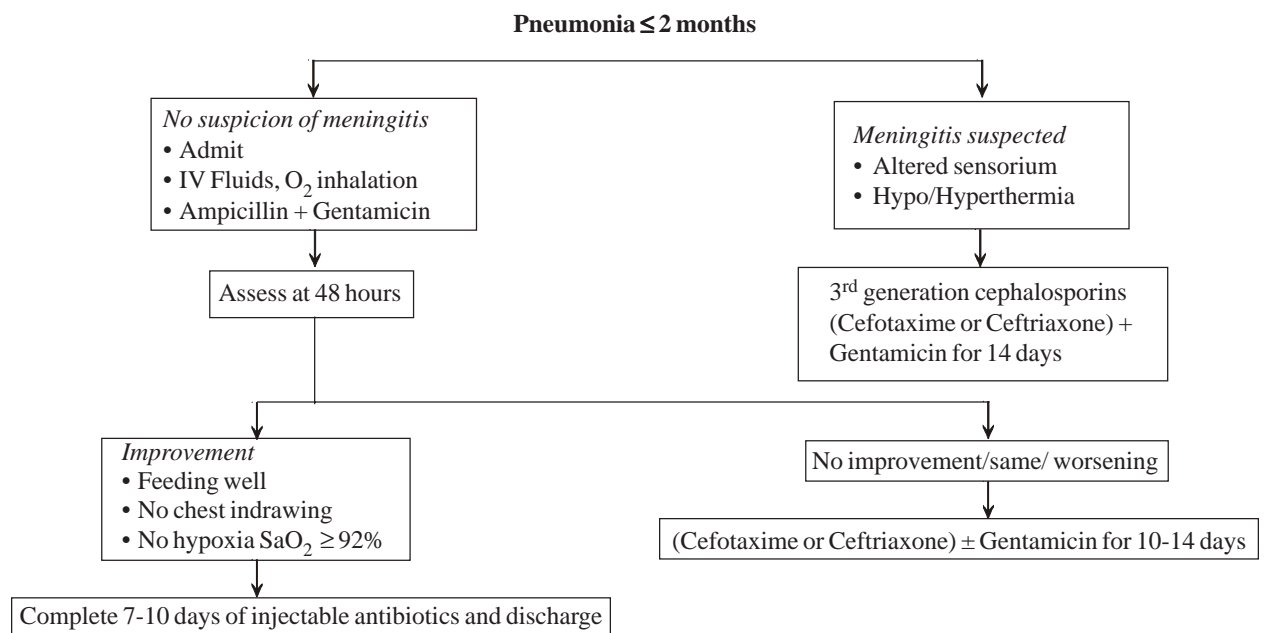 Pneumonia ≤ 2 months
No suspicion of meningitis
• Admit
• IV Fluids, O₂ inhalation
• Ampicillin + Gentamicin
Meningitis suspected
• Altered sensorium
• Hypo/Hyperthermia
Assess at 48 hours
3rd generation cephalosporins
(Cefotaxime or Ceftriaxone) +
Gentamicin for 14 days
Improvement
• Feeding well
• No chest indrawing
• No hypoxia SaO₂ ≥ 92%
No improvement/same/ worsening
(Cefotaxime or Ceftriaxone) ± Gentamicin for 10-14 days
Complete 7-10 days of injectable antibiotics and discharge